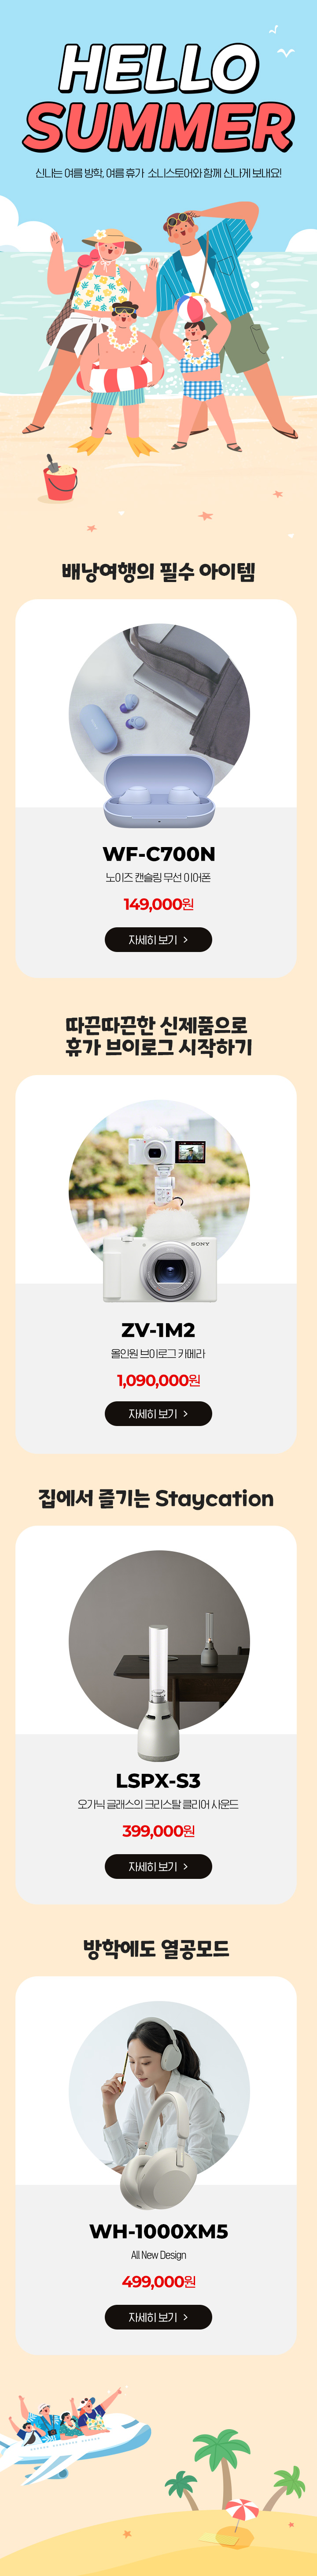 HELLO
SUMMER
신나는 여름 방학, 여름 휴가 소니스토어와 함께 신나게 보내요!
배낭여행의 필수 아이템
WF-C700N
노이즈 캔슬링 무선 이어폰
149,000원
자세히 보기 >
따끈따끈한 신제품으로
휴가 브이로그 시작하기
SONY
ZV-1M2
올인원 브이로그 카메라
1,090,000원
자세히 보기 >
집에서 즐기는 Staycation
LSPX-S3
오가닉 글래스의 크리스탈 클리어 사운드
399,000원
자세히 보기 >
방학에도 열공모드
WH-1000XM5
All New Design
499,000원
자세히 보기 >